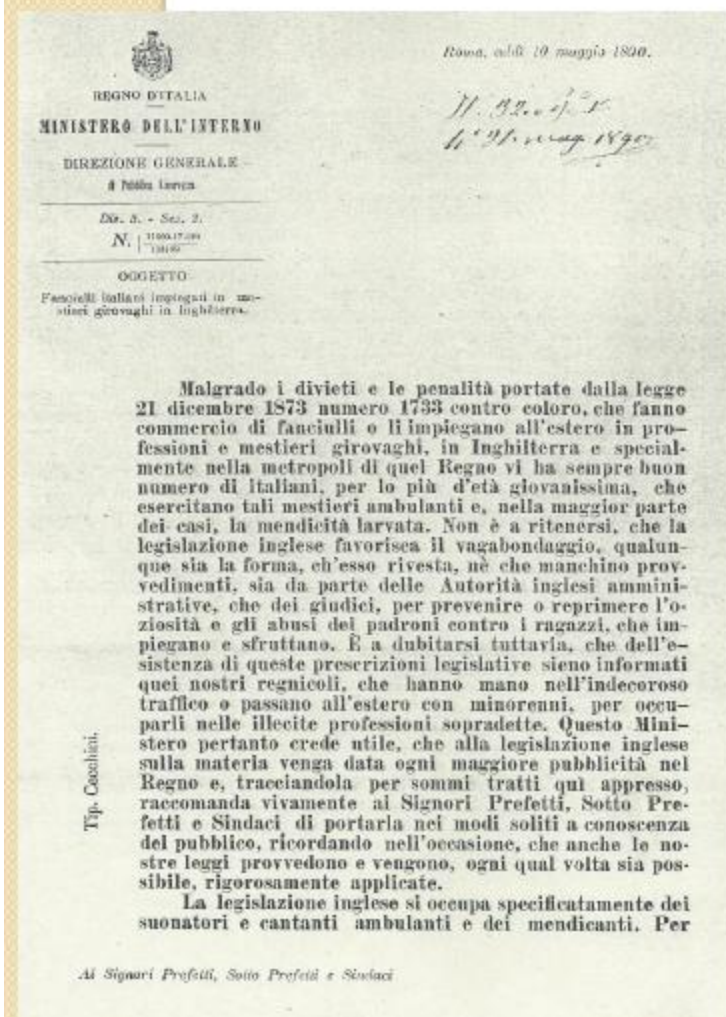 Roma, addì 10 maggio 1890.
REGNO D'ITALIA
MINISTERO DELL'INTERNO
DIREZIONE GENERALE
di Pubblica Sicurezza
Div. 3. - Sez. 2.
N.
OGGETTO
Fanciulli italiani impiegati in me-
stieri girovaghi in Inghilterra.
Malgrado i divieti e le penalità portate dalla legge
21 dicembre 1873 numero 1733 contro coloro, che fanno
commercio di fanciulli o li impiegano all'estero in pro-
fessioni e mestieri girovaghi, in Inghilterra e special-
mente nella metropoli di quel Regno vi ha sempre buon
numero di italiani, per lo più d'età giovanissima, che
esercitano tali mestieri ambulanti e, nella maggior parte
dei casi, la mendicità larvata. Non è a ritenersi, che la
legislazione inglese favorisca il vagabondaggio, qualun-
que sia la forma, ch'esso rivesta, nè che manchino prov-
vedimenti, sia da parte delle Autorità inglesi ammini-
strative, che dei giudici, per prevenire o reprimere l'o-
ziosità e gli abusi dei padroni contro i ragazzi, che im-
piegano e sfruttano. È a dubitarsi tuttavia, che dell'e-
sistenza di queste prescrizioni legislative sieno informati
quei nostri regnicoli, che hanno mano nell'indecoroso
traffico o passano all'estero con minorenni, per occu-
parli nelle illecite professioni sopradette. Questo Mini-
stero pertanto crede utile, che alla legislazione inglese
sulla materia venga data ogni maggiore pubblicità nel
Regno e, tracciandola per sommi tratti quì appresso,
raccomanda vivamente ai Signori Prefetti, Sotto Pre-
fetti e Sindaci di portarla nei modi soliti a conoscenza
del pubblico, ricordando nell'occasione, che anche le no-
stre leggi provvedono e vengono, ogni qual volta sia pos-
sibile, rigorosamente applicate.
La legislazione inglese si occupa specificatamente dei
suonatori e cantanti ambulanti e dei mendicanti. Per
Tip. Cecchini.
Ai Signori Prefetti, Sotto Prefetti e Sindaci